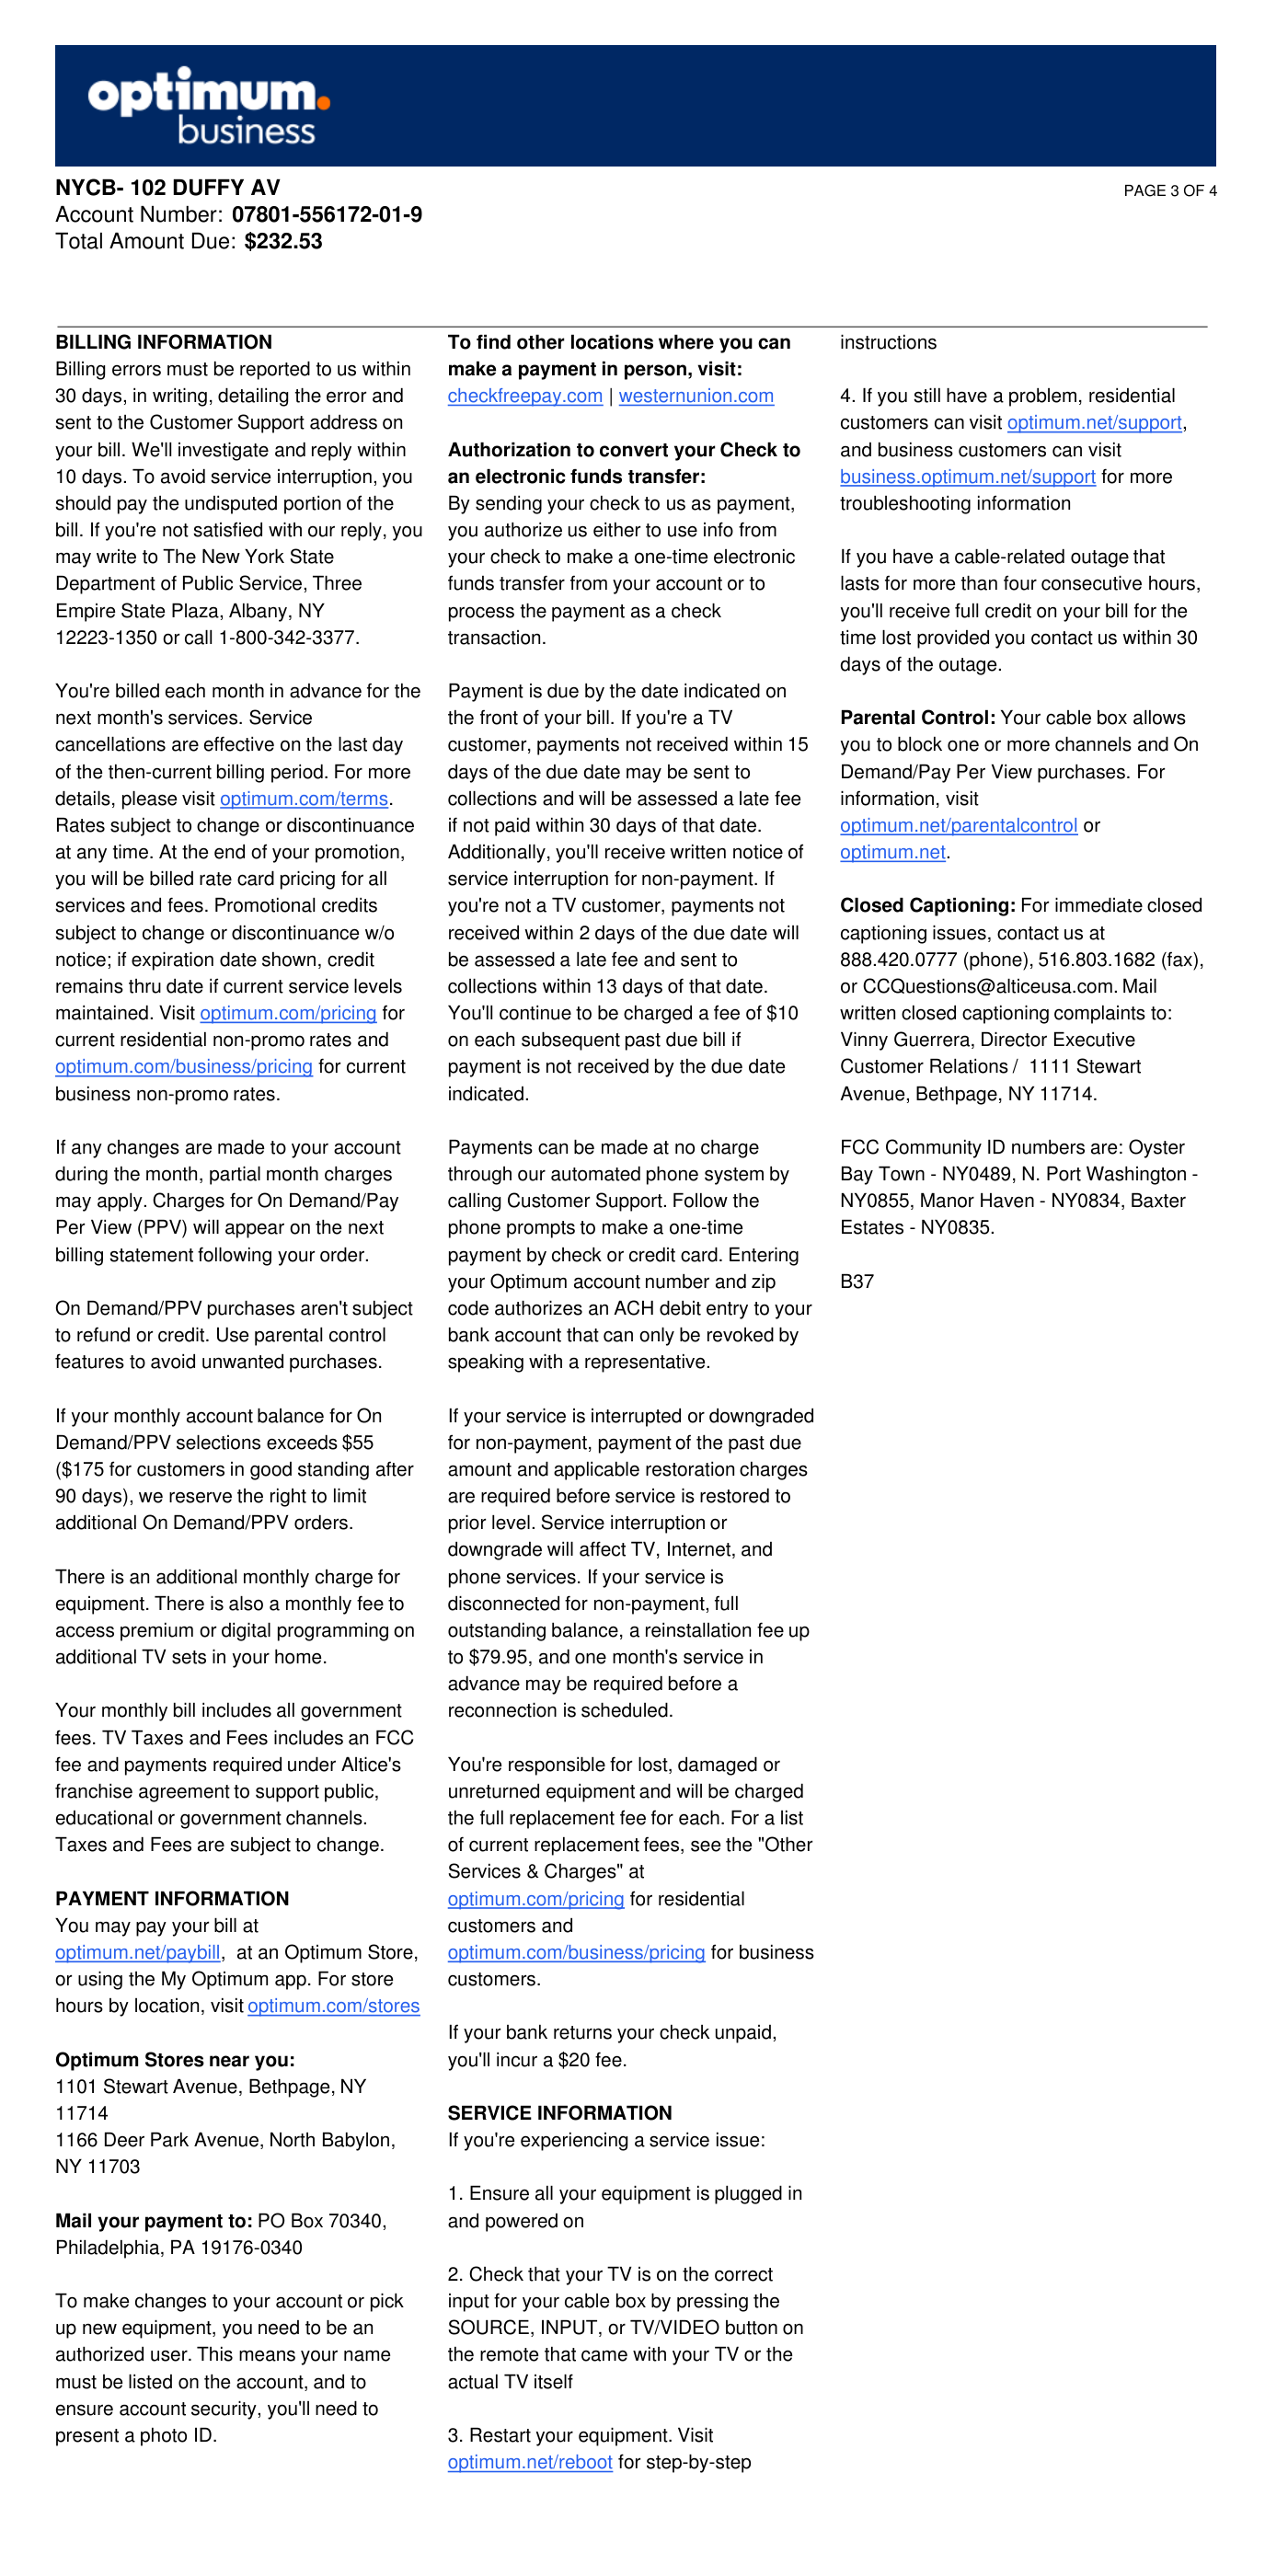 optimum.
business
NYCB- 102 DUFFY AV
PAGE 3 OF 4
Account Number: 07801-556172-01-9
Total Amount Due: $232.53
BILLING INFORMATION
Billing errors must be reported to us within
30 days, in writing, detailing the error and
sent to the Customer Support address on
your bill. We'll investigate and reply within
10 days. To avoid service interruption, you
should pay the undisputed portion of the
bill. If you're not satisfied with our reply, you
may write to The New York State
Department of Public Service, Three
Empire State Plaza, Albany, NY
12223-1350 or call 1-800-342-3377.
You're billed each month in advance for the
next month's services. Service
cancellations are effective on the last day
of the then-current billing period. For more
details, please visit optimum.com/terms.
Rates subject to change or discontinuance
at any time. At the end of your promotion,
you will be billed rate card pricing for all
services and fees. Promotional credits
subject to change or discontinuance w/o
notice; if expiration date shown, credit
remains thru date if current service levels
maintained. Visit optimum.com/pricing for
current residential non-promo rates and
optimum.com/business/pricing for current
business non-promo rates.
If any changes are made to your account
during the month, partial month charges
may apply. Charges for On Demand/Pay
Per View (PPV) will appear on the next
billing statement following your order.
On Demand/PPV purchases aren't subject
to refund or credit. Use parental control
features to avoid unwanted purchases.
If your monthly account balance for On
Demand/PPV selections exceeds $55
($175 for customers in good standing after
90 days), we reserve the right to limit
additional On Demand/PPV orders.
There is an additional monthly charge for
equipment. There is also a monthly fee to
access premium or digital programming on
additional TV sets in your home.
Your monthly bill includes all government
fees. TV Taxes and Fees includes an FCC
fee and payments required under Altice's
franchise agreement to support public,
educational or government channels.
Taxes and Fees are subject to change.
PAYMENT INFORMATION
You may pay your bill at
optimum.net/paybill, at an Optimum Store,
or using the My Optimum app. For store
hours by location, visit optimum.com/stores
Optimum Stores near you:
1101 Stewart Avenue, Bethpage, NY
11714
1166 Deer Park Avenue, North Babylon,
NY 11703
Mail your payment to: PO Box 70340,
Philadelphia, PA 19176-0340
To make changes to your account or pick
up new equipment, you need to be an
authorized user. This means your name
must be listed on the account, and to
ensure account security, you'll need to
present a photo ID.
To find other locations where you can
make a payment in person, visit:
checkfreepay.com | westernunion.com
Authorization to convert your Check to
an electronic funds transfer:
By sending your check to us as payment,
you authorize us either to use info from
your check to make a one-time electronic
funds transfer from your account or to
process the payment as a check
transaction.
Payment is due by the date indicated on
the front of your bill. If you're a TV
customer, payments not received within 15
days of the due date may be sent to
collections and will be assessed a late fee
if not paid within 30 days of that date.
Additionally, you'll receive written notice of
service interruption for non-payment. If
you're not a TV customer, payments not
received within 2 days of the due date will
be assessed a late fee and sent to
collections within 13 days of that date.
You'll continue to be charged a fee of $10
on each subsequent past due bill if
payment is not received by the due date
indicated.
Payments can be made at no charge
through our automated phone system by
calling Customer Support. Follow the
phone prompts to make a one-time
payment by check or credit card. Entering
your Optimum account number and zip
code authorizes an ACH debit entry to your
bank account that can only be revoked by
speaking with a representative.
If your service is interrupted or downgraded
for non-payment, payment of the past due
amount and applicable restoration charges
are required before service is restored to
prior level. Service interruption or
downgrade will affect TV, Internet, and
phone services. If your service is
disconnected for non-payment, full
outstanding balance, a reinstallation fee up
to $79.95, and one month's service in
advance may be required before a
reconnection is scheduled.
You're responsible for lost, damaged or
unreturned equipment and will be charged
the full replacement fee for each. For a list
of current replacement fees, see the "Other
Services & Charges" at
optimum.com/pricing for residential
customers and
optimum.com/business/pricing for business
customers.
If your bank returns your check unpaid,
you'll incur a $20 fee.
SERVICE INFORMATION
If you're experiencing a service issue:
1. Ensure all your equipment is plugged in
and powered on
2. Check that your TV is on the correct
input for your cable box by pressing the
SOURCE, INPUT, or TV/VIDEO button on
the remote that came with your TV or the
actual TV itself
3. Restart your equipment. Visit
optimum.net/reboot for step-by-step
instructions
4. If you still have a problem, residential
customers can visit optimum.net/support,
and business customers can visit
business.optimum.net/support for more
troubleshooting information
If you have a cable-related outage that
lasts for more than four consecutive hours,
you'll receive full credit on your bill for the
time lost provided you contact us within 30
days of the outage.
Parental Control: Your cable box allows
you to block one or more channels and On
Demand/Pay Per View purchases. For
information, visit
optimum.net/parentalcontrol or
optimum.net.
Closed Captioning: For immediate closed
captioning issues, contact us at
888.420.0777 (phone), 516.803.1682 (fax),
or CCQuestions@alticeusa.com. Mail
written closed captioning complaints to:
Vinny Guerrera, Director Executive
Customer Relations / 1111 Stewart
Avenue, Bethpage, NY 11714.
FCC Community ID numbers are: Oyster
Bay Town - NY0489, N. Port Washington -
NY0855, Manor Haven - NY0834, Baxter
Estates - NY0835.
B37